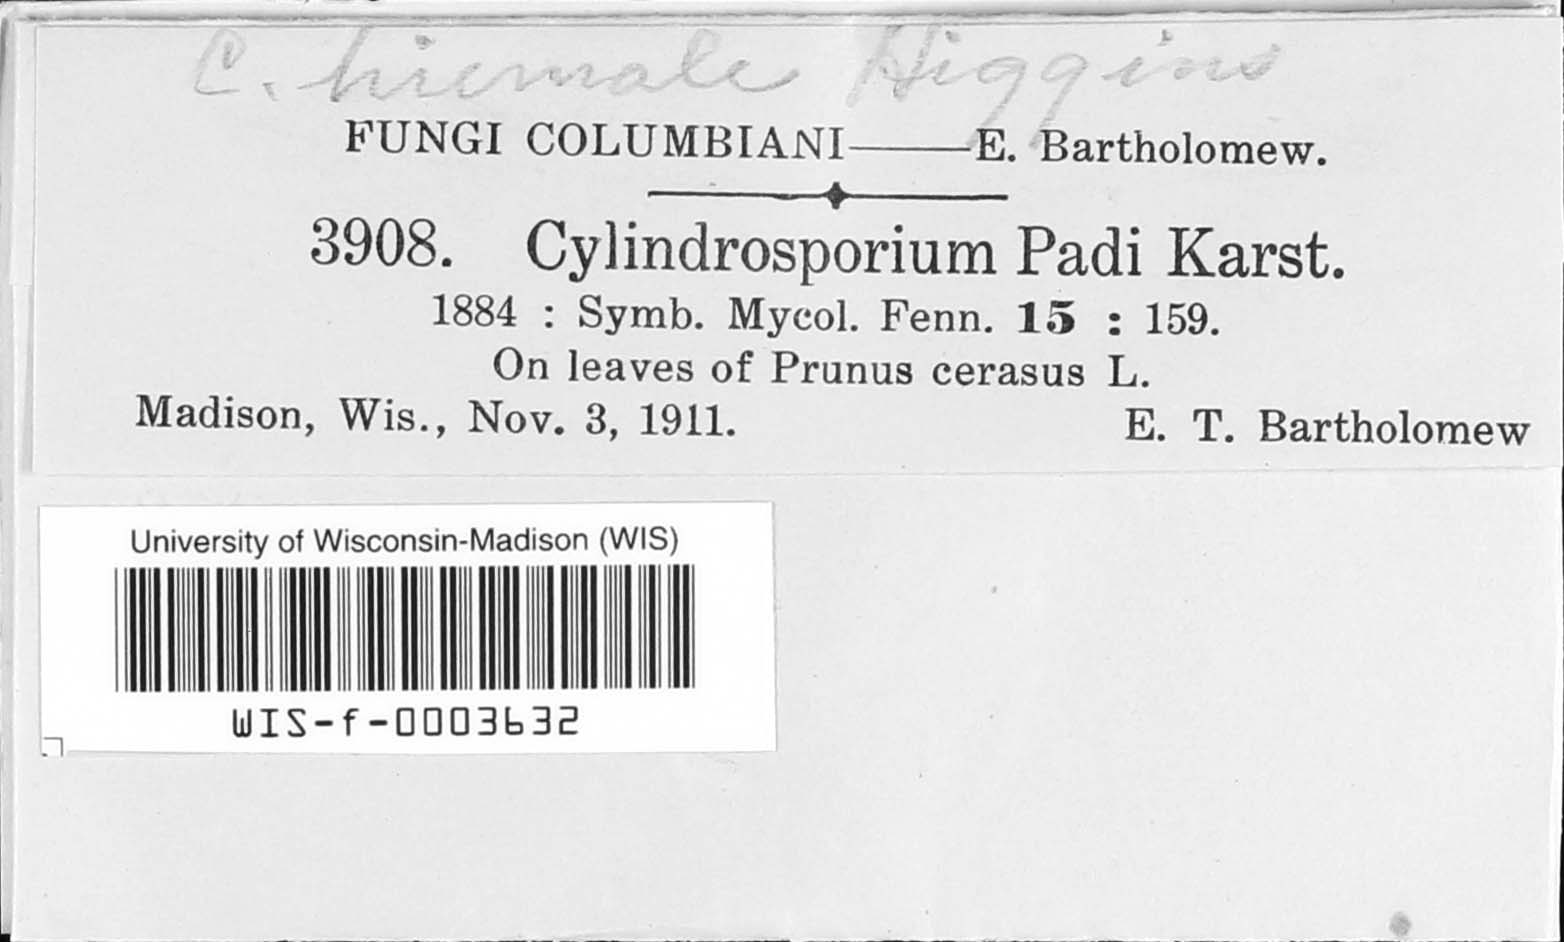 C. hiemale Higgins
FUNGI COLUMBIANI——E. Bartholomew.
3908. Cylindrosporium Padi Karst.
1884 : Symb. Mycol. Fenn. 15 : 159.
On leaves of Prunus cerasus L.
Madison, Wis., Nov. 3, 1911. E. T. Bartholomew
University of Wisconsin-Madison (WIS)
WIS-f-0003632